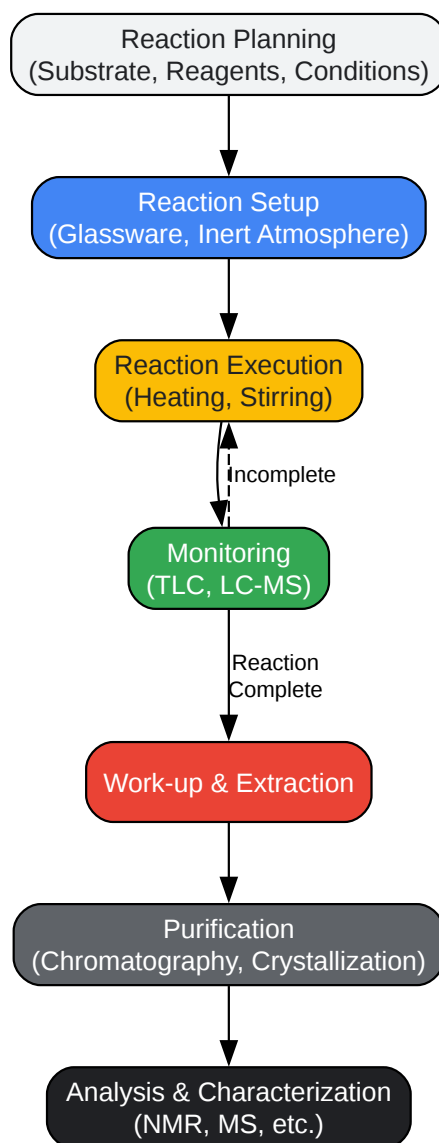 Reaction Planning
(Substrate, Reagents, Conditions)
Reaction Setup
(Glassware, Inert Atmosphere)
Reaction Execution
(Heating, Stirring)
Incomplete
Monitoring
(TLC, LC-MS)
Reaction
Complete
Work-up & Extraction
Purification
(Chromatography, Crystallization)
Analysis & Characterization
(NMR, MS, etc.)